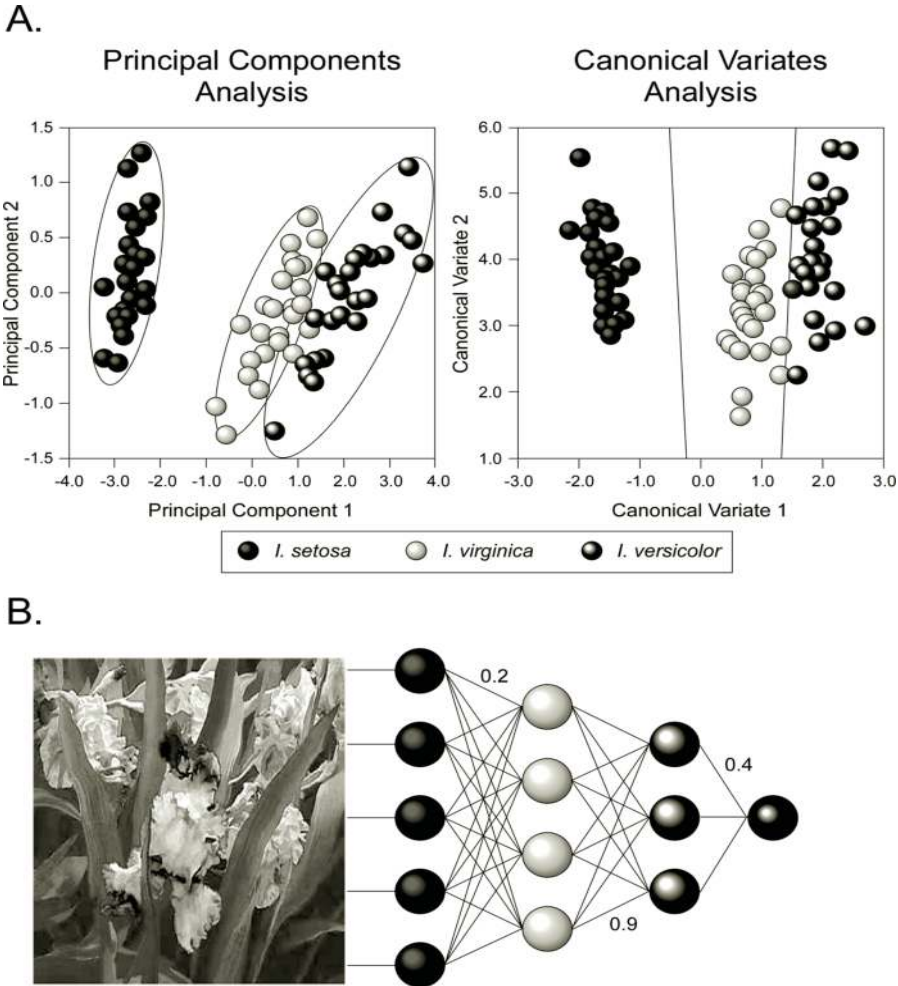 A.
Principal Components
Analysis
Canonical Variates
Analysis
Principal Component 2
1.5
1.0
0.5
0.0
-0.5
-1.0
-1.5
-4.0 -3.0 -2.0 -1.0 -0.0 1.0 2.0 3.0 4.0
Principal Component 1
Canonical Variate 2
6.0
5.0
4.0
3.0
2.0
1.0
-3.0 -2.0 -1.0 0.0 1.0 2.0 3.0
Canonical Variate 1
I. setosa I. virginica I. versicolor
B.
0.2
0.4
0.9